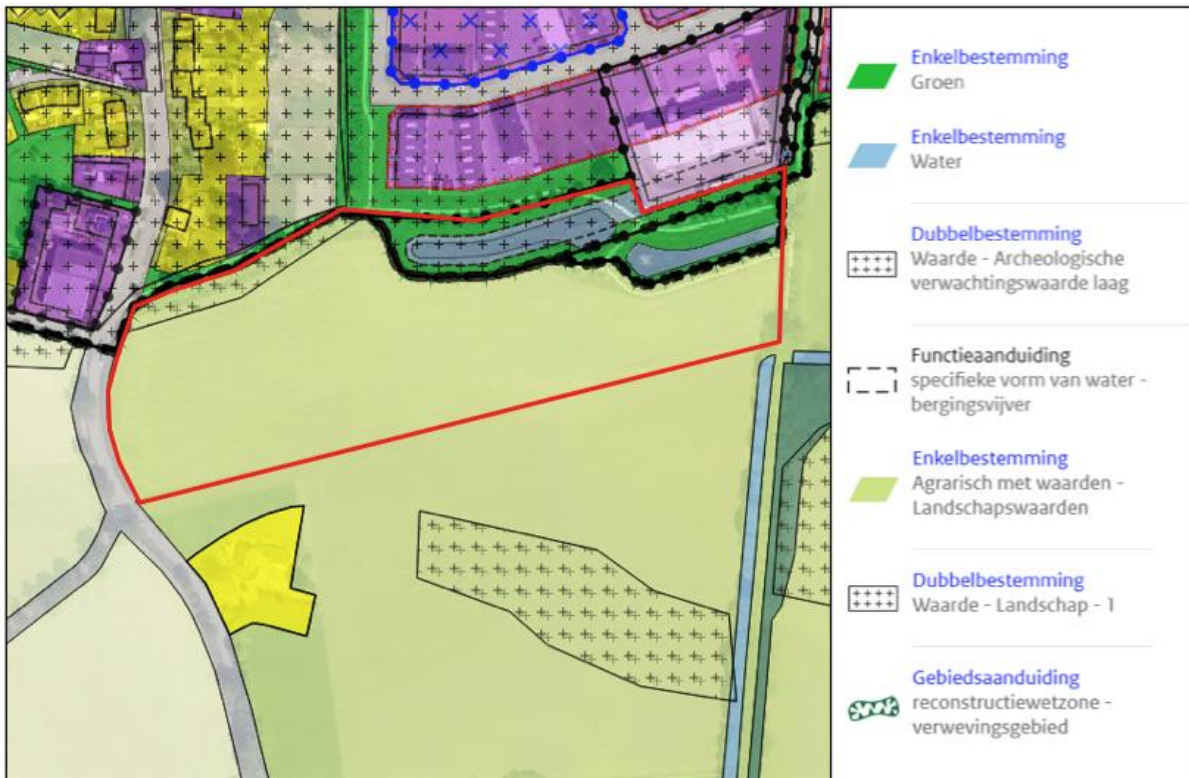 Enkelbestemming
Groen
Enkelbestemming
Water
Dubbelbestemming
Waarde - Archeologische
verwachtingswaarde laag
Functieaanduiding
specifieke vorm van water -
bergingsvijver
Enkelbestemming
Agrarisch met waarden -
Landschapswaarden
Dubbelbestemming
Waarde - Landschap - 1
Gebiedsaanduiding
reconstructiewetzone -
verwevingsgebied